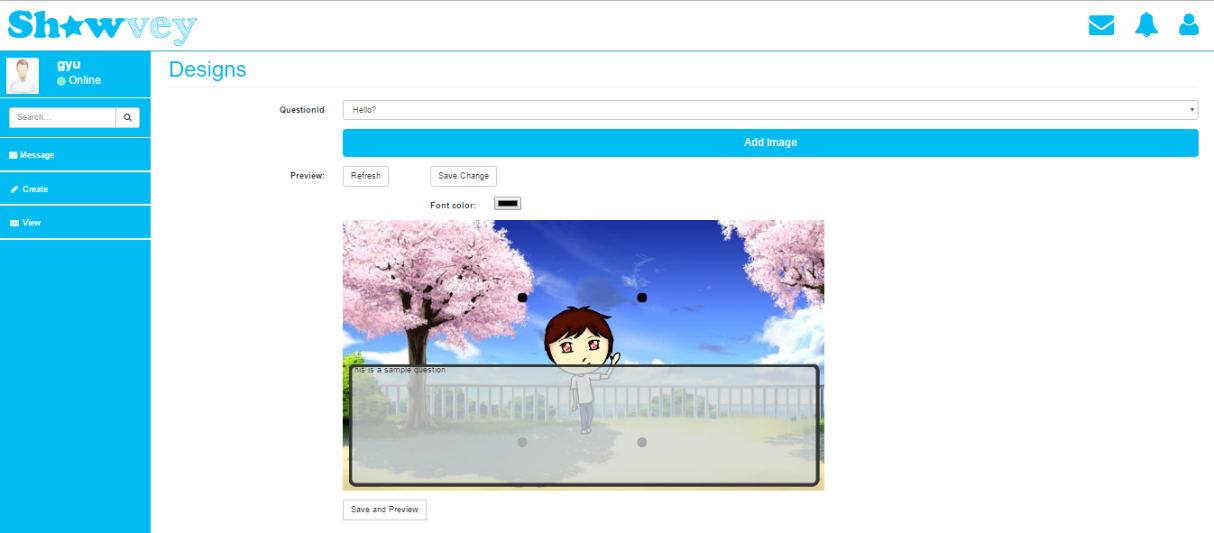 Sh★wvey
gyu
Online
Search...
Message
Create
View
Designs
QuestionId
Hello?
Add Image
Preview:
Refresh
Save Change
Font color:
his is a sample question
Save and Preview